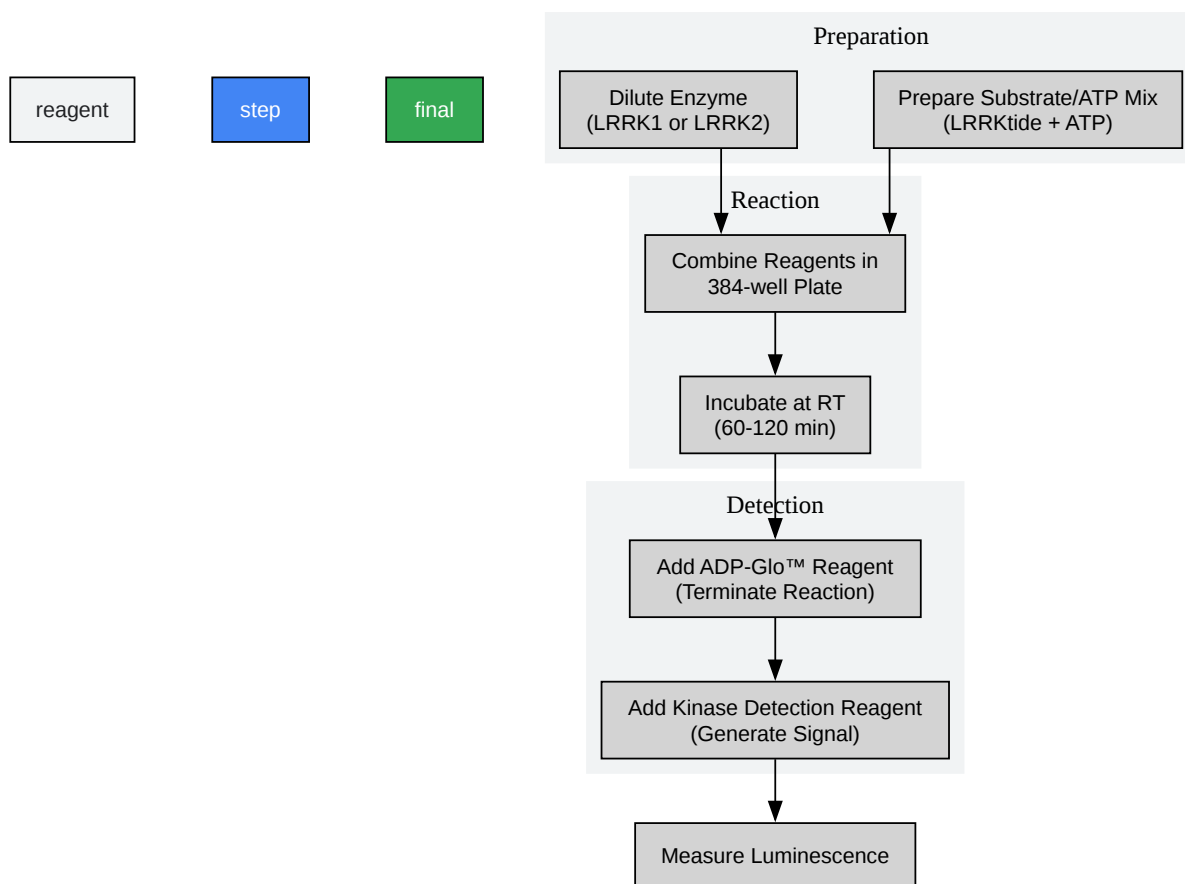 Preparation
reagent
step
final
Dilute Enzyme
(LRRK1 or LRRK2)
Prepare Substrate/ATP Mix
(LRRKtide + ATP)
Reaction
Combine Reagents in
384-well Plate
Incubate at RT
(60-120 min)
Detection
Add ADP-Glo™ Reagent
(Terminate Reaction)
Add Kinase Detection Reagent
(Generate Signal)
Measure Luminescence